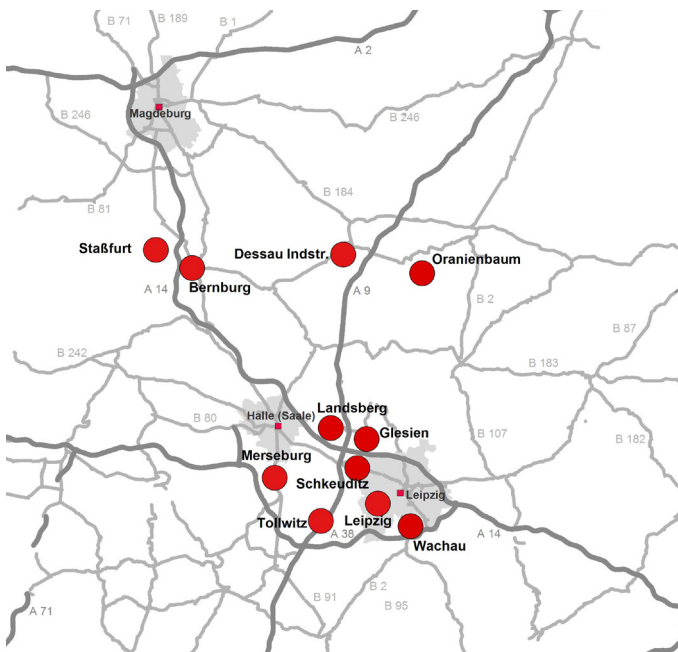 B 71
B 189
B 1
A 2
Magdeburg
B 246
B 246
B 184
B 81
Staßfurt
Dessau Indstr.
Oranienbaum
Bernburg
A 14
A 9
B 2
B 87
B 242
B 183
Landsberg
Halle (Saale)
B 80
Glesien
B 107
B 182
Merseburg
Schkeuditz
Leipzig
Tollwitz
Leipzig
A 38
Wachau
A 14
B 91
B 2
B 95
A 71